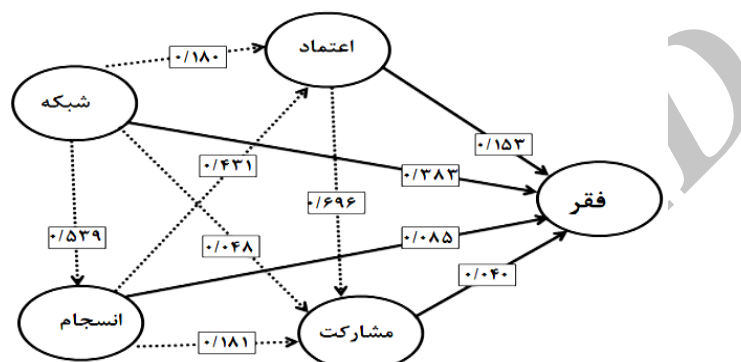 اعتماد
۰/۱۸۰
شبکه
۰/۱۵۳
۰/۴۳۱
۰/۳۸۳
۰/۶۹۶
فقر
۰/۵۳۹
۰/۰۴۸
۰/۰۸۵
۰/۰۴۰
انسجام
مشارکت
۰/۱۸۱